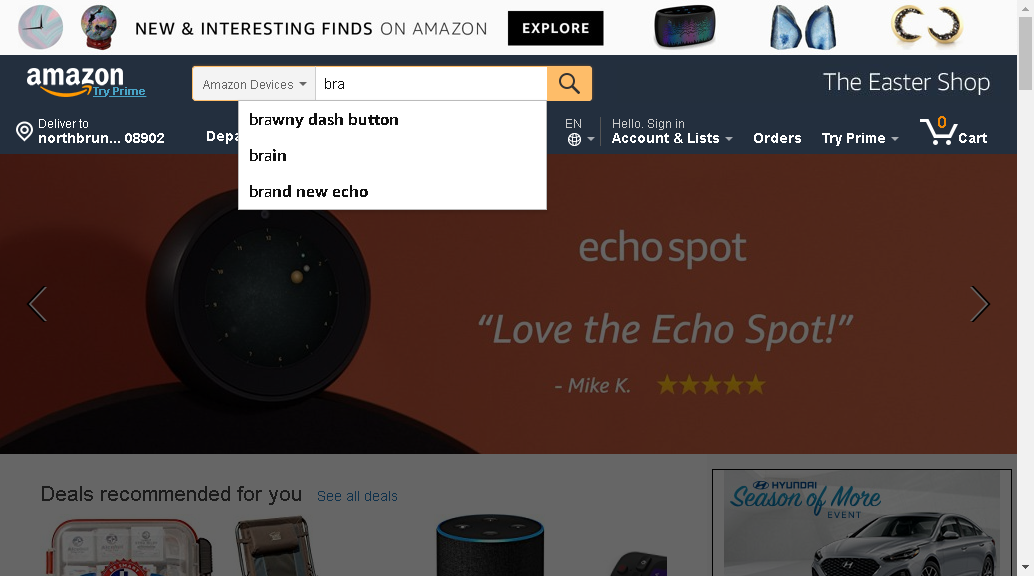 NEW & INTERESTING FINDS ON AMAZON
EXPLORE
amazon
Try Prime
Amazon Devices
bra
The Easter Shop
Deliver to
northbrun... 08902
Depa
EN
Hello. Sign in
Account & Lists
Orders
Try Prime
0
Cart
brawny dash button
brain
brand new echo
echo spot
“Love the Echo Spot!”
- Mike K.
Deals recommended for you
See all deals
HYUNDAI
Season of More
EVENT